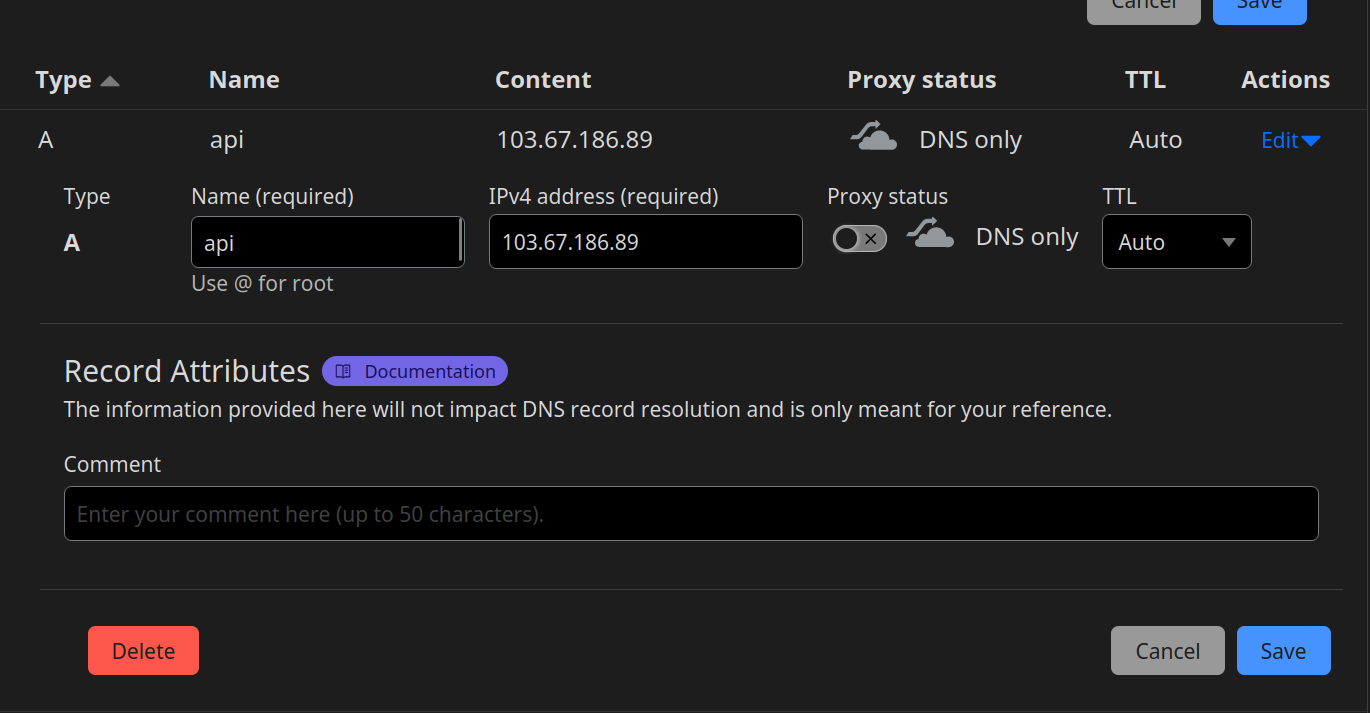 Cancel Save
Type Name Content Proxy status TTL Actions
A api 103.67.186.89 DNS only Auto Edit
Type Name (required) IPv4 address (required) Proxy status TTL
A api 103.67.186.89 DNS only Auto
Use @ for root
Record Attributes Documentation
The information provided here will not impact DNS record resolution and is only meant for your reference.
Comment
Enter your comment here (up to 50 characters).
Delete Cancel Save